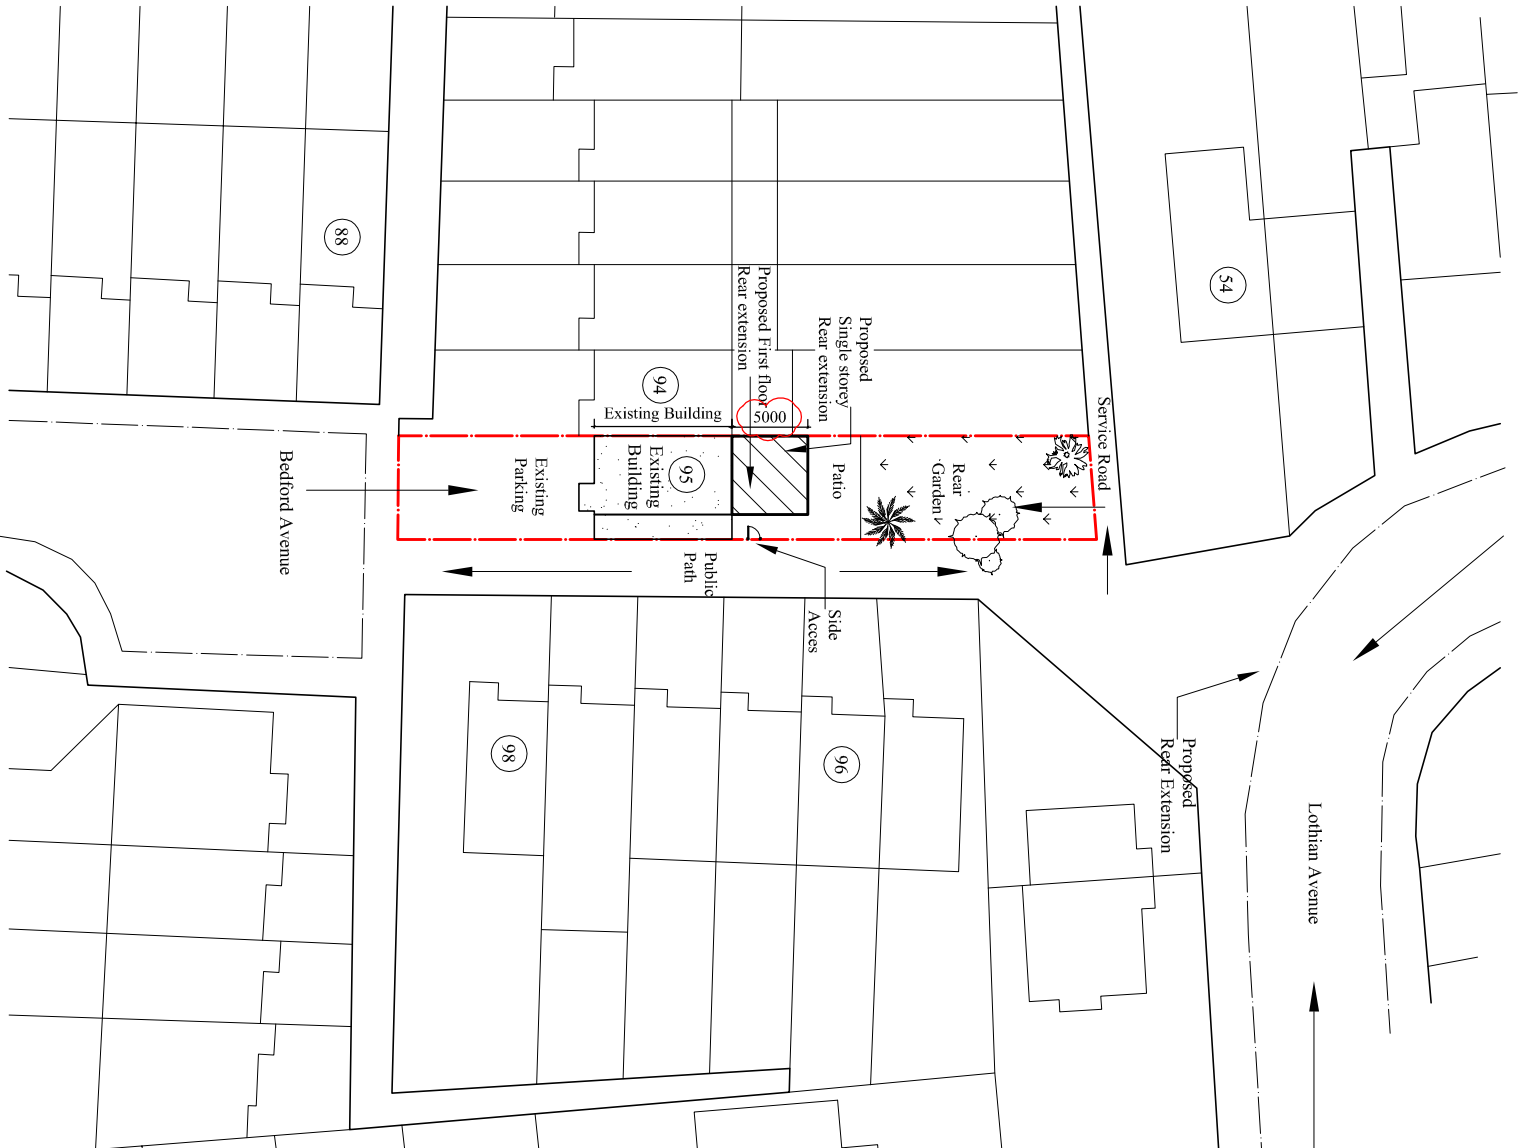 88
54
Proposed First floor
Rear extension
Proposed
Single storey
Rear extension
94
Existing Building
5000
Service Road
Bedford Avenue
Existing
Parking
Existing
Building
95
Patio
Rear
Garden
Public
Path
Side
Acces
98
96
Proposed
Rear Extension
Lothian Avenue